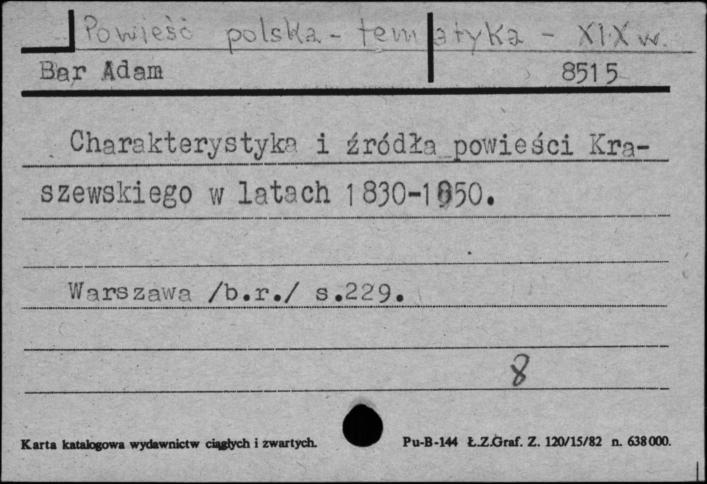 Powieść polska - tematyka - XIX w.
Bar Adam 8515
Charakterystyka i źródła powieści Kra-
szewskiego w latach 1830-1850.
Warszawa /b.r./ s.229.
8
Karta katalogowa wydawnictw ciągłych i zwartych. Pu-B-144 Ł.Z.Graf. Z. 120/15/82 n. 638000.